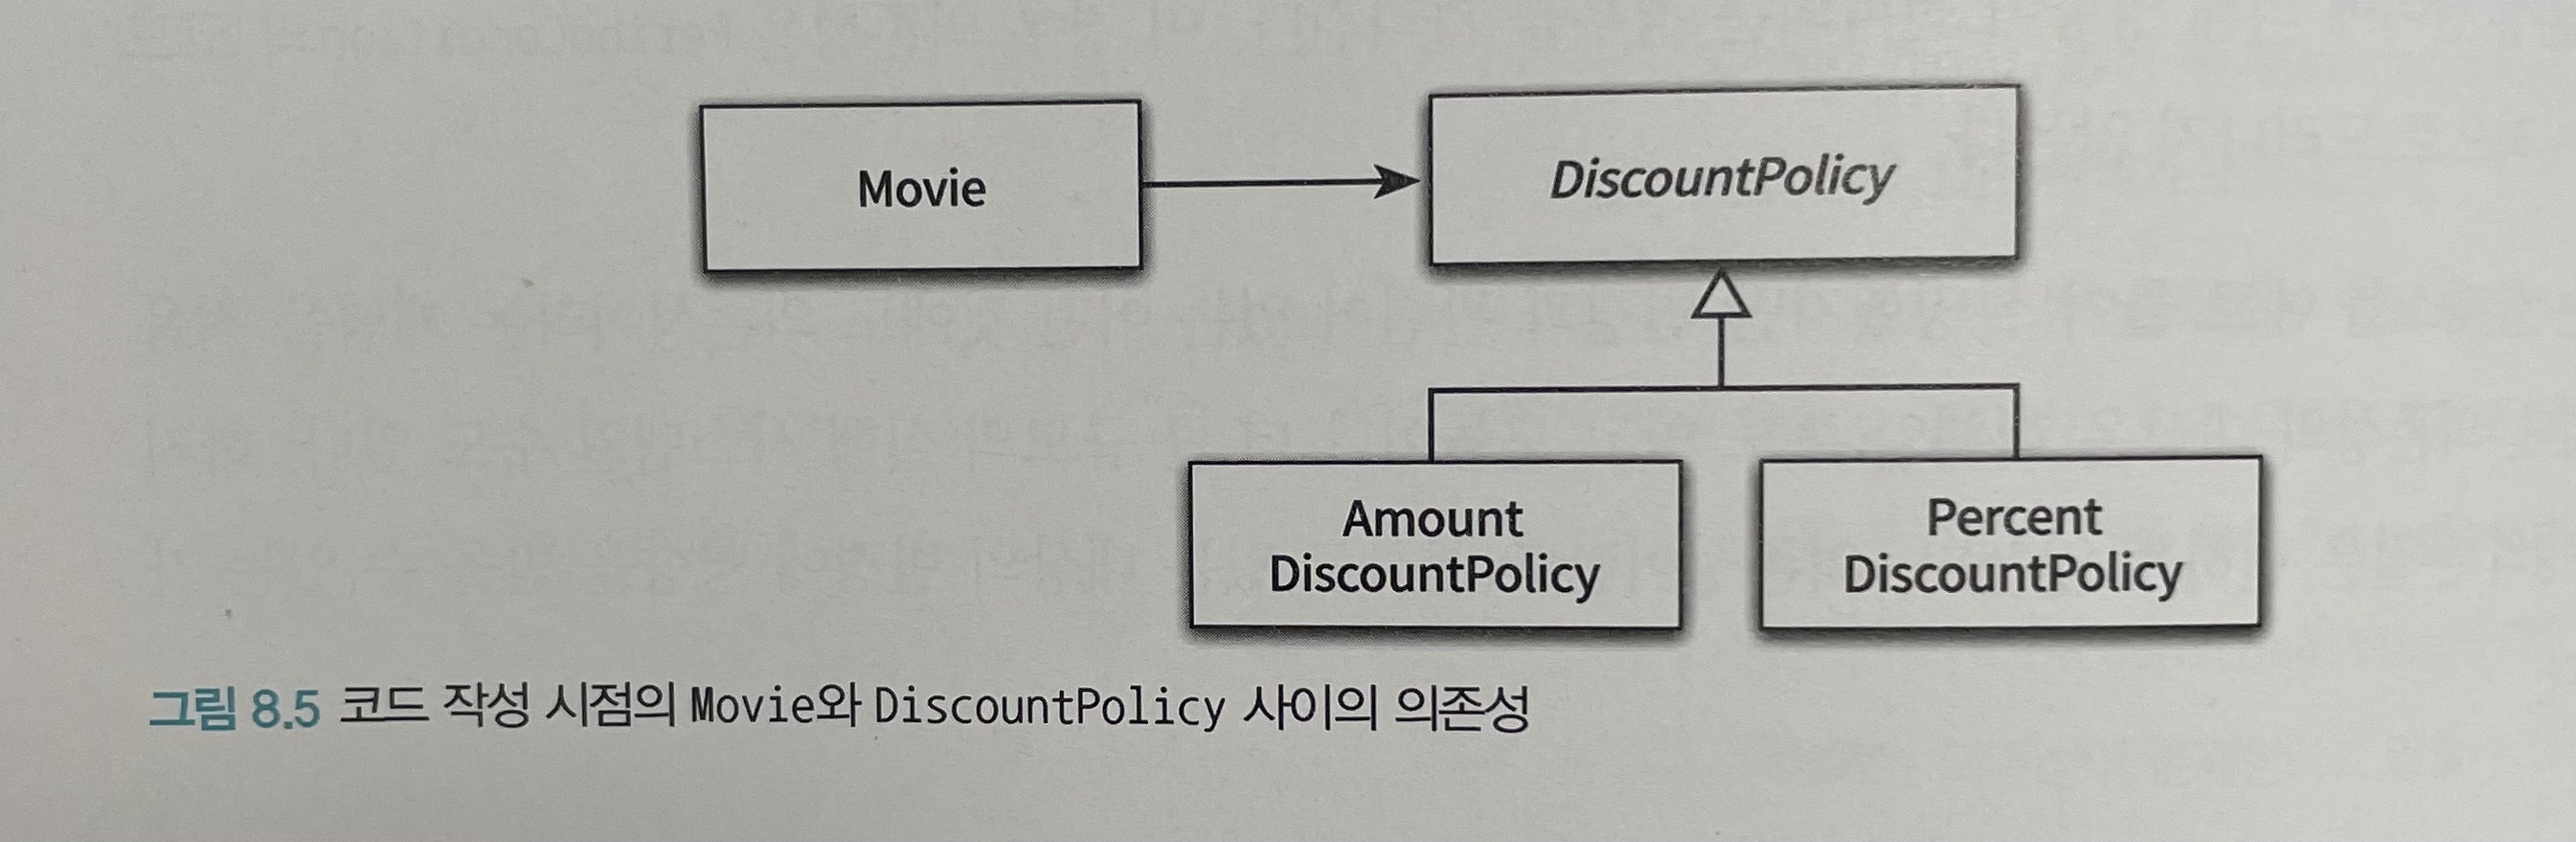 Movie
DiscountPolicy
Amount
DiscountPolicy
Percent
DiscountPolicy
그림 8.5 코드 작성 시점의 Movie와 DiscountPolicy 사이의 의존성